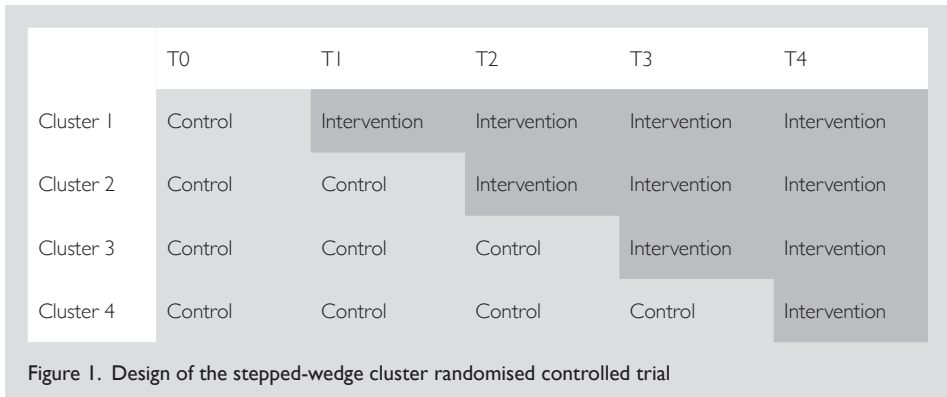 T0 T1 T2 T3 T4
Cluster 1 Control Intervention Intervention Intervention Intervention
Cluster 2 Control Control Intervention Intervention Intervention
Cluster 3 Control Control Control Intervention Intervention
Cluster 4 Control Control Control Control Intervention
Figure 1. Design of the stepped-wedge cluster randomised controlled trial